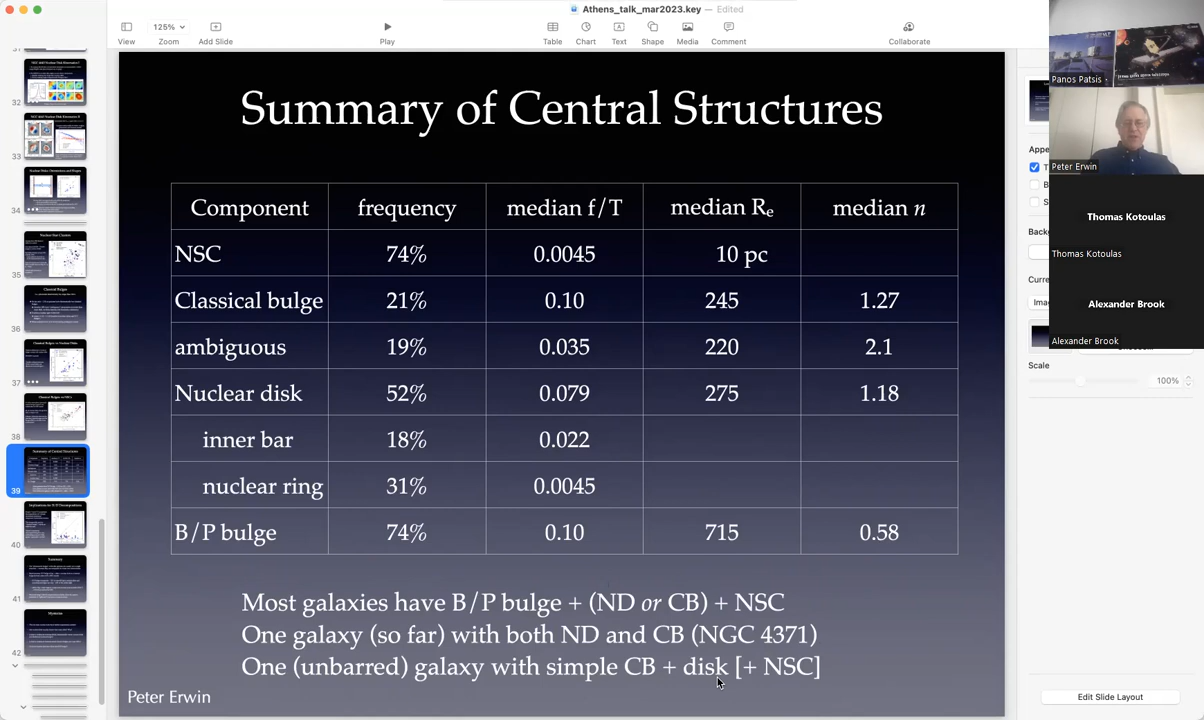 Athens_talk_mar2023.key — Edited
125%
View Zoom Add Slide Play Table Chart Text Shape Media Comment Collaborate
Summary of Central Structures
Component frequency median f/T median Re median n
NSC 74% 0.0045 10 pc
Classical bulge 21% 0.10 245 1.27
ambiguous 19% 0.035 220 2.1
Nuclear disk 52% 0.079 275 1.18
inner bar 18% 0.022
nuclear ring 31% 0.0045
B/P bulge 74% 0.10 715 0.58
Most galaxies have B/P bulge + (ND or CB) + NSC
One galaxy (so far) with both ND and CB (NGC 4371)
One (unbarred) galaxy with simple CB + disk [+ NSC]
Peter Erwin
32
33
34
35
36
37
38
Summary of Central Structures
39
40
41
42
Panos Patsis
Peter Erwin
Thomas Kotoulas
Thomas Kotoulas
Alexander Brook
Alexander Brook
Scale
100%
Edit Slide Layout